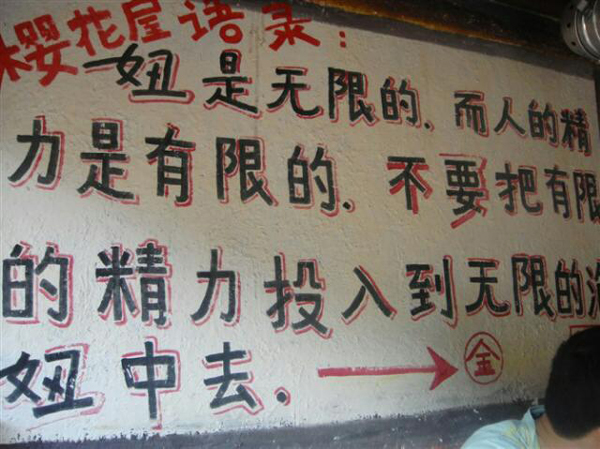 樱花屋语录:
妞是无限的.而人的精
力是有限的.不要把有限
的精力投入到无限的
妞中去.→金